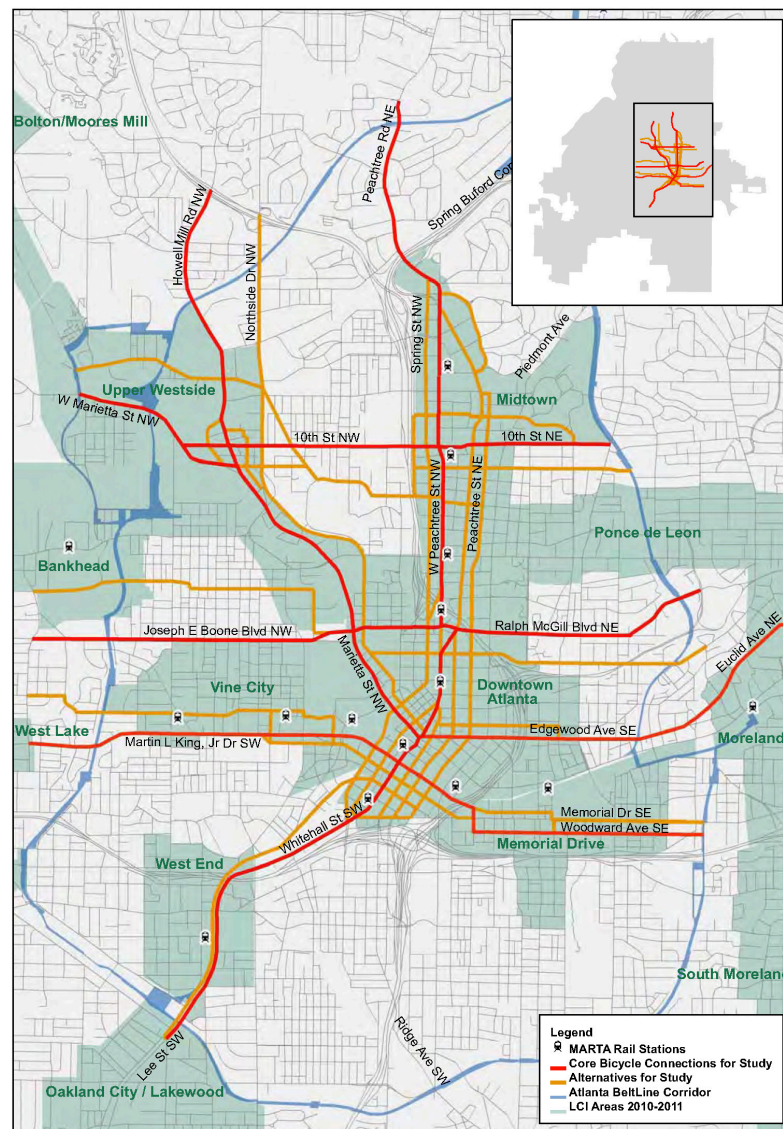 Bolton/Moores Mill
Peachtree Rd NE
Spring Buford Con
Howell Mill Rd NW
Northside Dr NW
Spring St NW
Piedmont Ave
Upper Westside
Midtown
W Marietta St NW
10th St NW
10th St NE
W Peachtree St NW
Peachtree St NE
Ponce de Leon
Bankhead
Joseph E Boone Blvd NW
Ralph McGill Blvd NE
Euclid Ave NE
Marietta St NW
Vine City
Downtown
Atlanta
West Lake
Edgewood Ave SE
Moreland
Martin L King, Jr Dr SW
Whitehall St SW
Memorial Dr SE
Woodward Ave SE
Memorial Drive
West End
South Moreland
Lee St SW
Ridge Ave SW
Oakland City / Lakewood
Legend
MARTA Rail Stations
Core Bicycle Connections for Study
Alternatives for Study
Atlanta BeltLine Corridor
LCI Areas 2010-2011